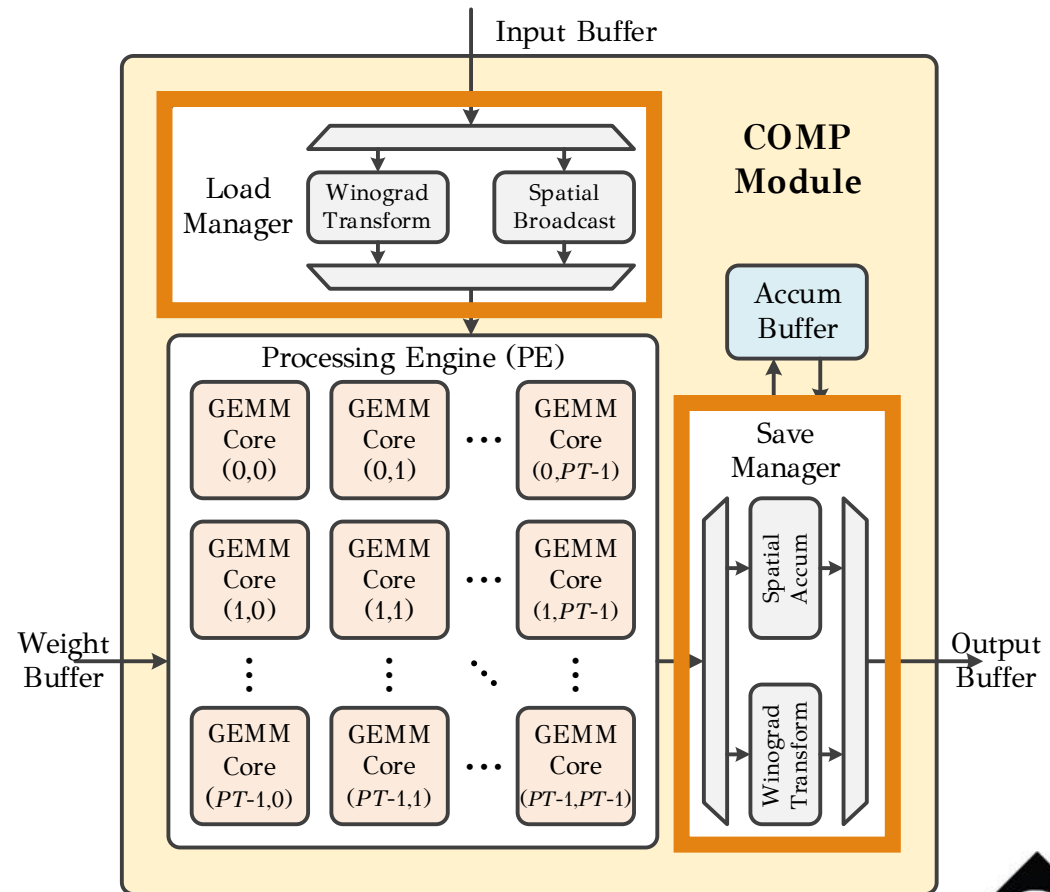 Input Buffer
COMP
Module
Load
Manager
Winograd
Transform
Spatial
Broadcast
Accum
Buffer
Processing Engine (PE)
GEMM
Core
(0,0)
GEMM
Core
(0,1)
...
GEMM
Core
(0,PT-1)
Save
Manager
GEMM
Core
(1,0)
GEMM
Core
(1,1)
...
GEMM
Core
(1,PT-1)
Spatial
Accum
Weight
Buffer
Output
Buffer
GEMM
Core
(PT-1,0)
GEMM
Core
(PT-1,1)
...
GEMM
Core
(PT-1,PT-1)
Winograd
Transform